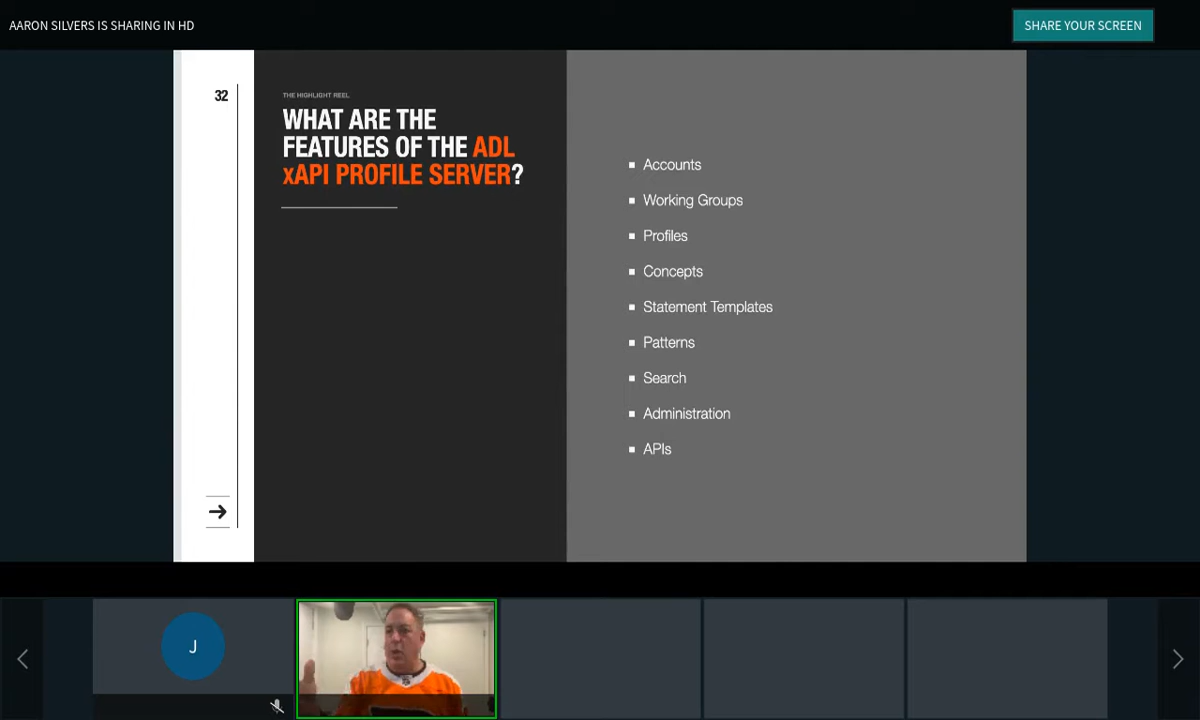 AARON SILVERS IS SHARING IN HD
SHARE YOUR SCREEN
32
THE HIGHLIGHT REEL
WHAT ARE THE
FEATURES OF THE ADL
xAPI PROFILE SERVER?
Accounts
Working Groups
Profiles
Concepts
Statement Templates
Patterns
Search
Administration
APIs
J